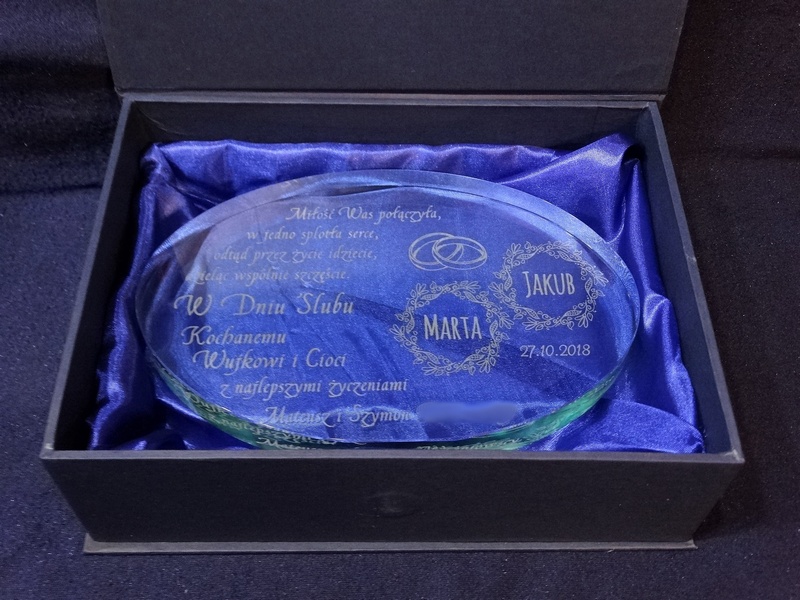 Miłość Was połączyła,
w jedno splotła serce,
odtąd przez życie idziecie,
dzieląc wspólnie szczęście.
W Dniu Ślubu
Kochanemu
Wujkowi i Cioci
z najlepszymi życzeniami
Mateusz i Szymon
MARTA
JAKUB
27.10.2018